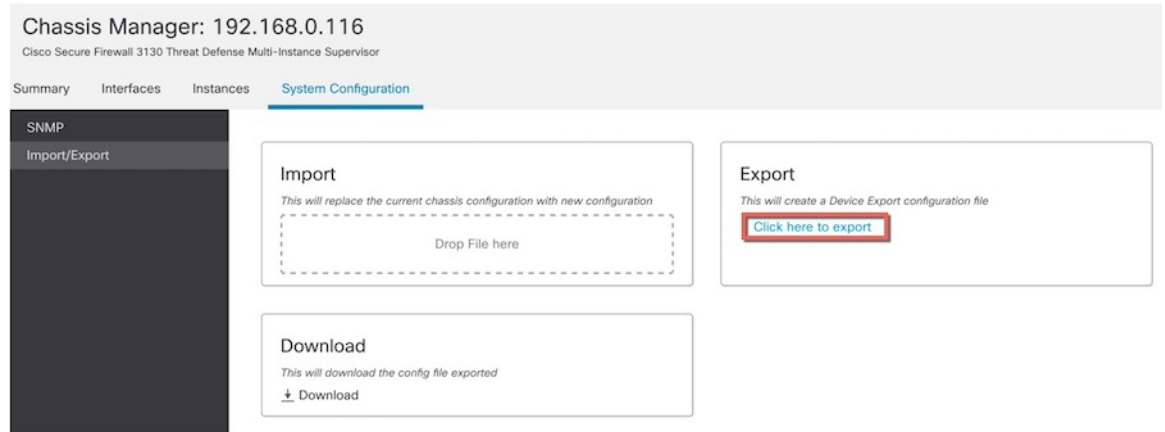 Chassis Manager: 192.168.0.116
Cisco Secure Firewall 3130 Threat Defense Multi-Instance Supervisor
Summary Interfaces Instances System Configuration
SNMP
Import/Export
Import
This will replace the current chassis configuration with new configuration
Drop File here
Export
This will create a Device Export configuration file
Click here to export
Download
This will download the config file exported
Download